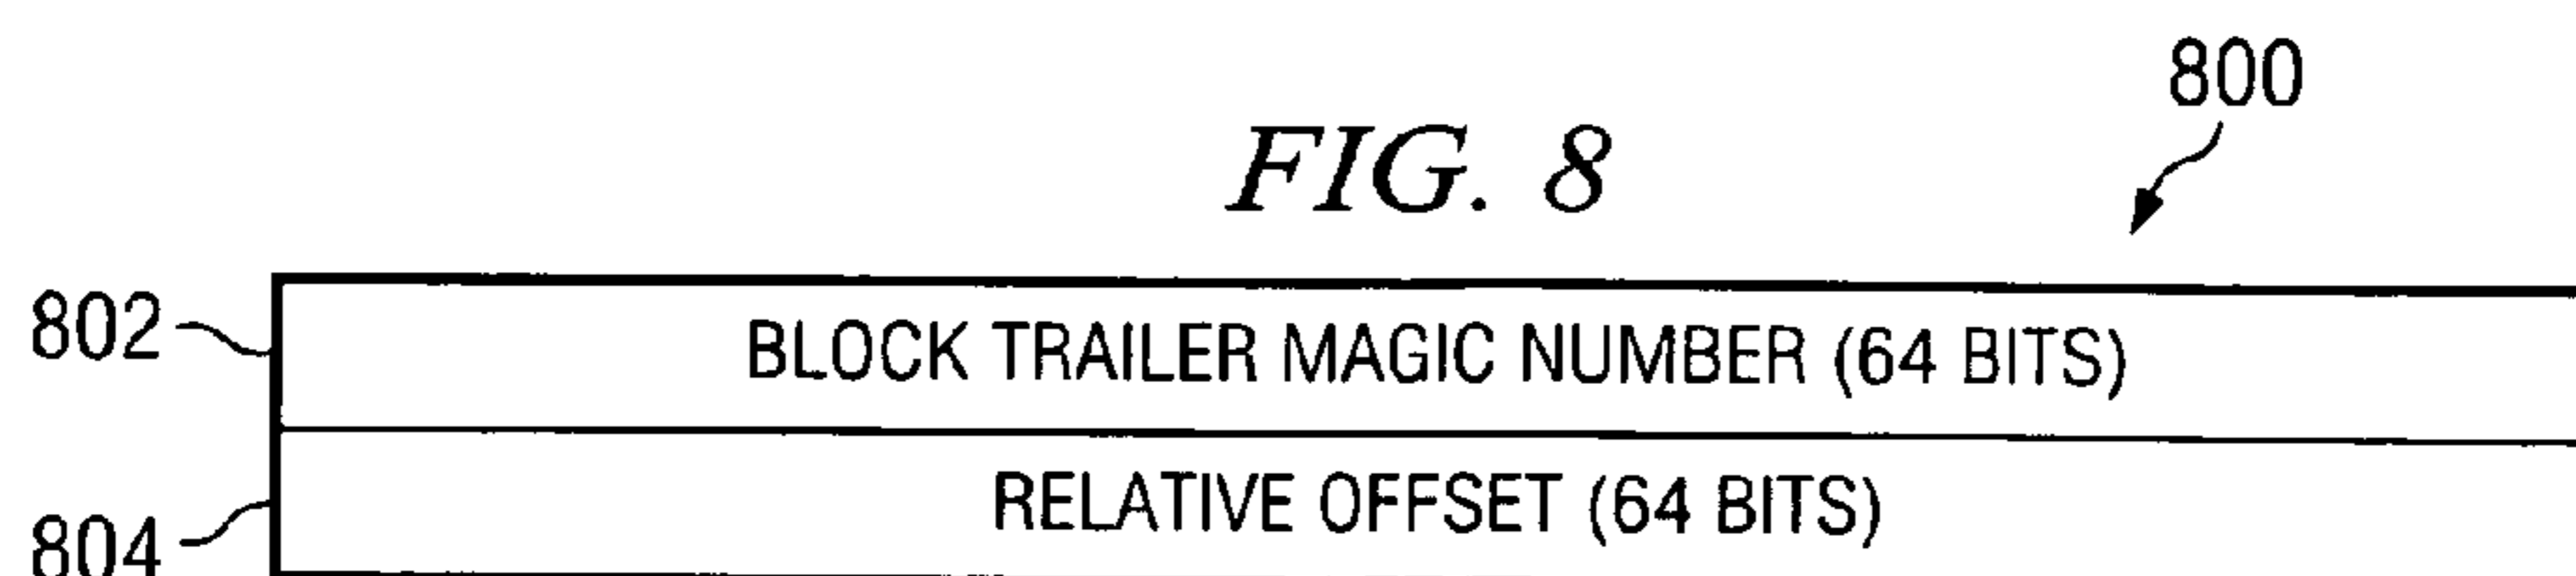 800
FIG. 8
802 BLOCK TRAILER MAGIC NUMBER (64 BITS)
804 RELATIVE OFFSET (64 BITS)